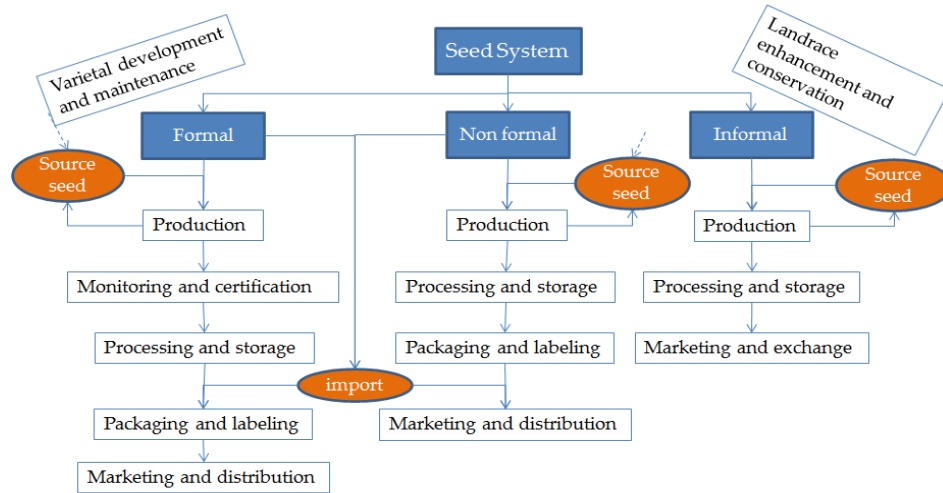 Seed System
Varietal development
and maintenance
Landrace
enhancement and
conservation
Formal
Non formal
Informal
Source
seed
Source
seed
Source
seed
Production
Production
Production
Monitoring and certification
Processing and storage
Processing and storage
Processing and storage
Packaging and labeling
Marketing and exchange
import
Packaging and labeling
Marketing and distribution
Marketing and distribution